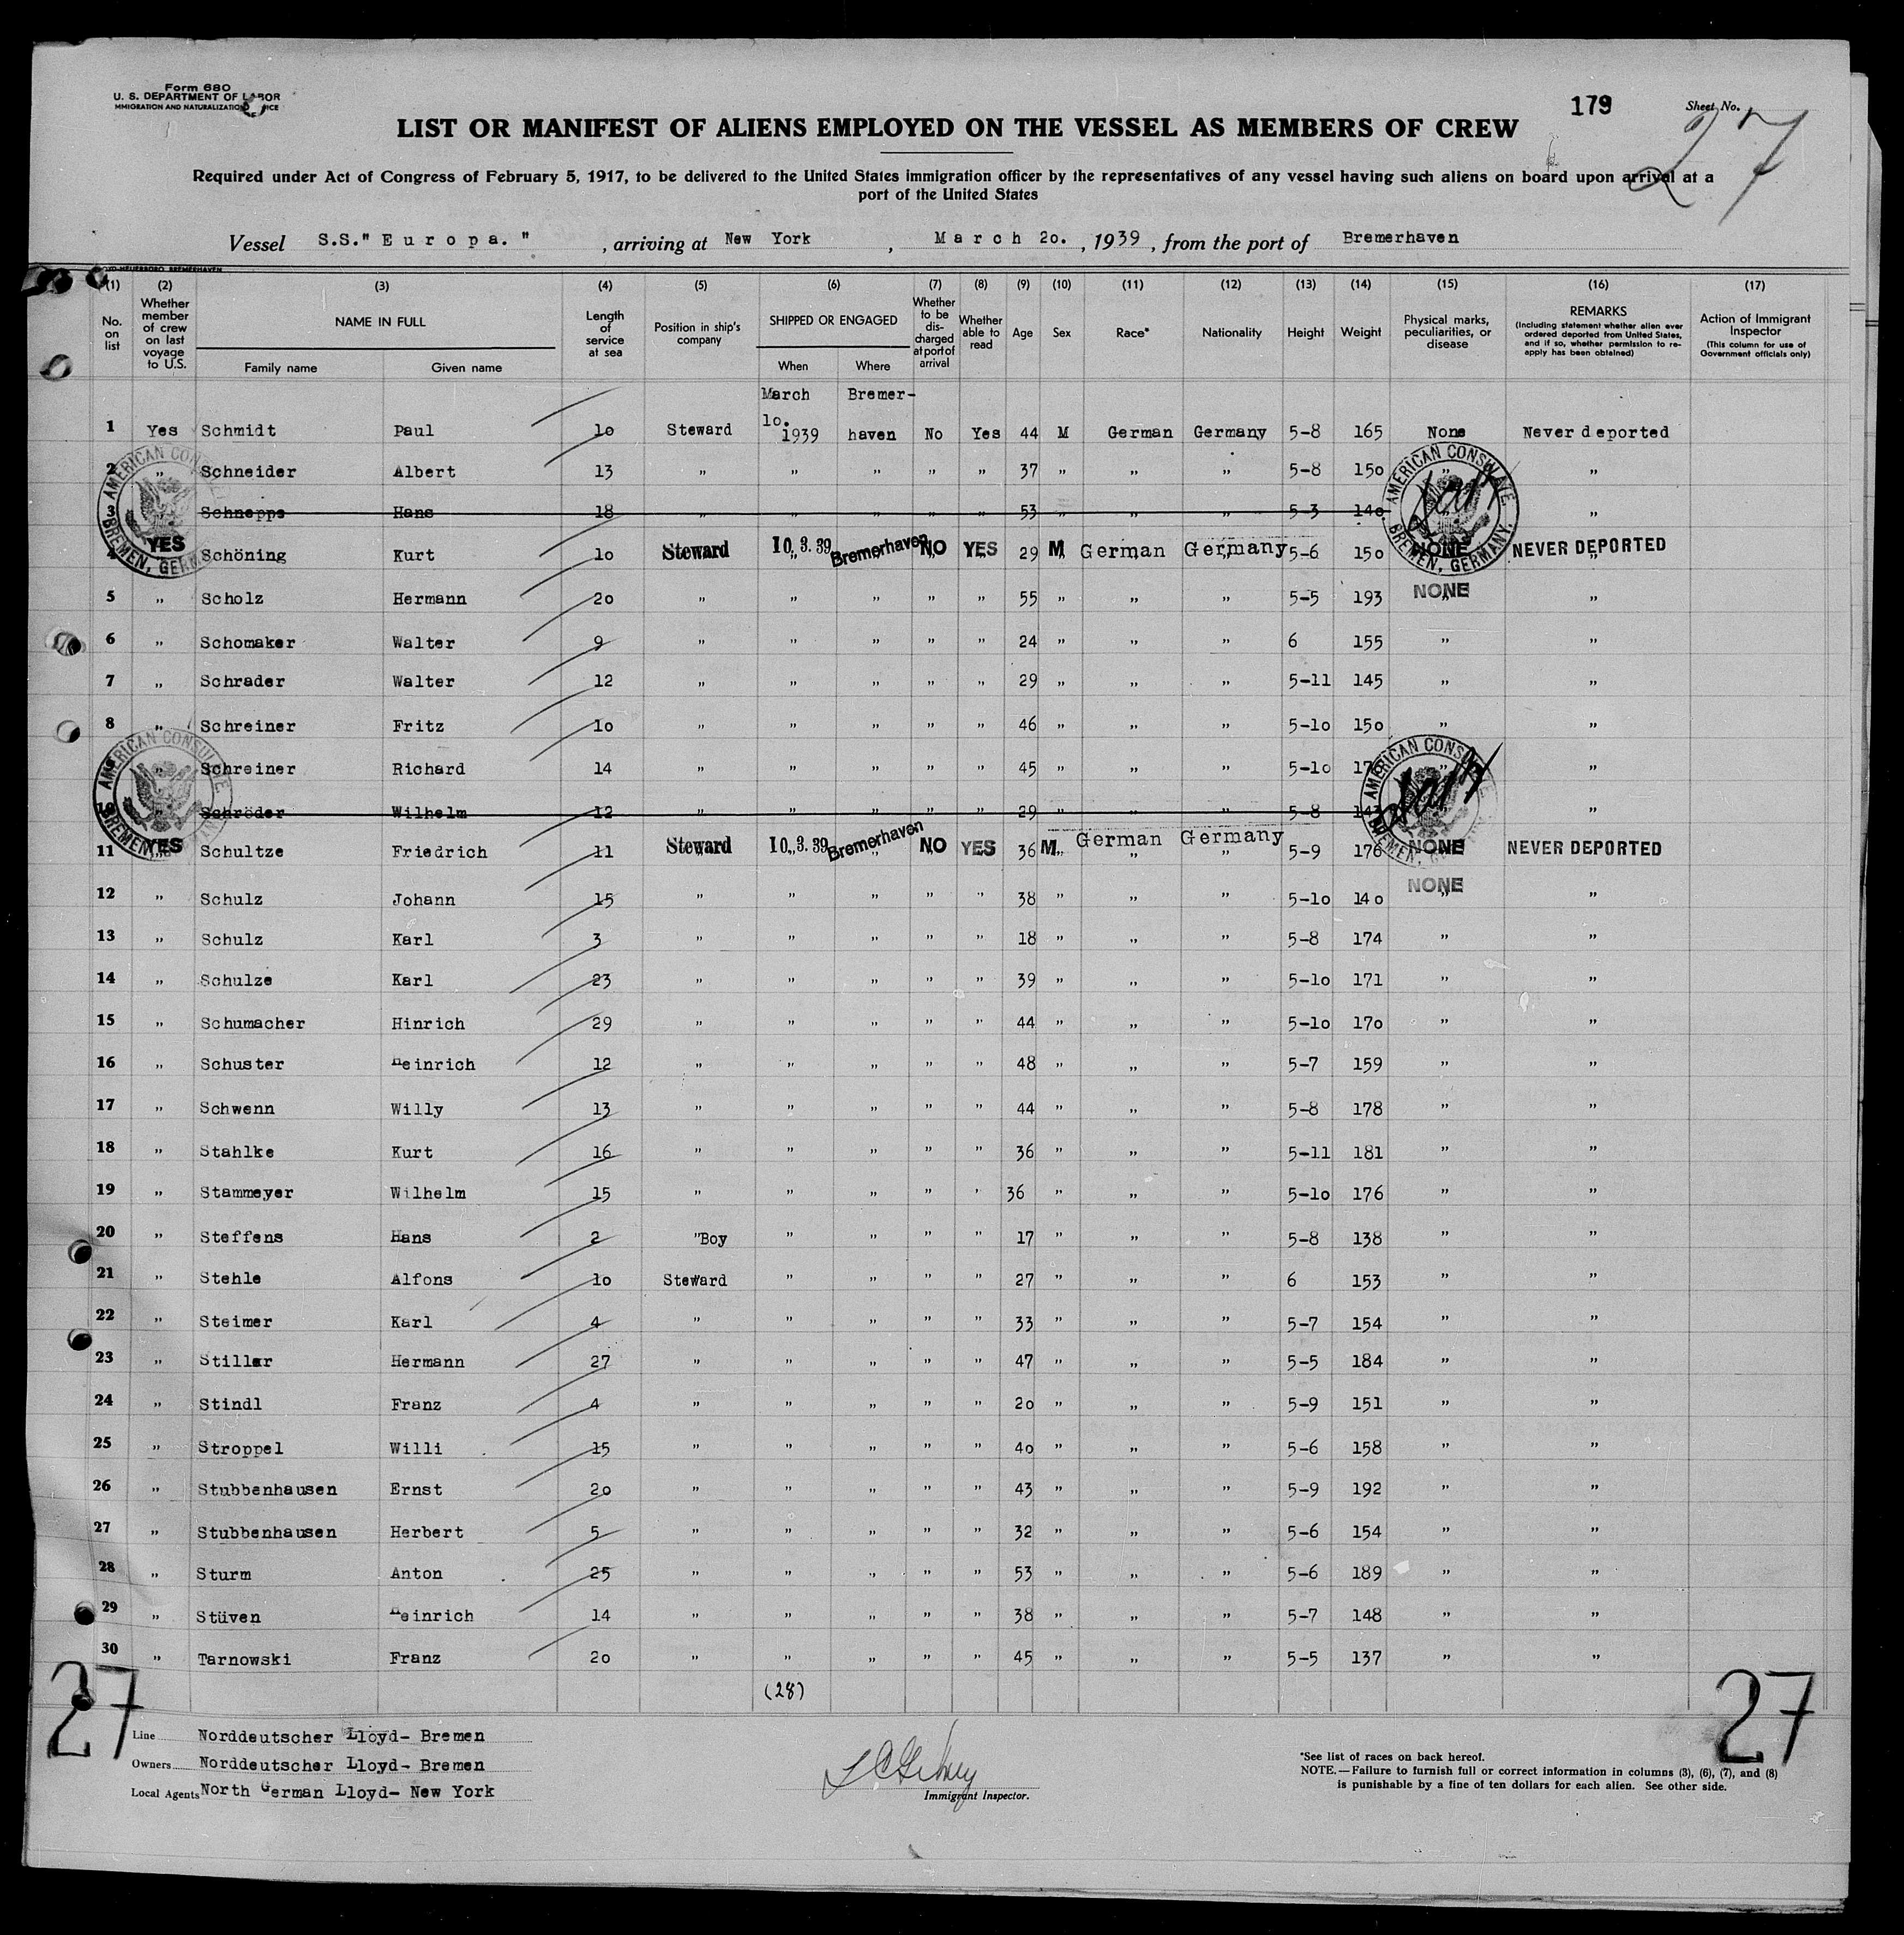 Form 680
U. S. DEPARTMENT OF LABOR
IMMIGRATION AND NATURALIZATION SERVICE
179
Sheet No. 27
LIST OR MANIFEST OF ALIENS EMPLOYED ON THE VESSEL AS MEMBERS OF CREW
Required under Act of Congress of February 5, 1917, to be delivered to the United States immigration officer by the representatives of any vessel having such aliens on board upon arrival at a
port of the United States
Vessel S.S." Europa. " , arriving at New York , March 2o. , 1939 , from the port of Bremerhaven
(1) (2) (3) (4) (5) (6) (7) (8) (9) (10) (11) (12) (13) (14) (15) (16) (17)
No. on list
Whether member of crew on last voyage to U.S.
NAME IN FULL
Family name Given name
Length of service at sea
Position in ship's company
SHIPPED OR ENGAGED
When Where
Whether to be discharged at port of arrival
Whether able to read
Age Sex Race* Nationality Height Weight
Physical marks, peculiarities, or disease
REMARKS
(Including statement whether alien ever ordered deported from United States, and if so, whether permission to reapply has been obtained)
Action of Immigrant Inspector
(This column for use of Government officials only)
March Bremer-
1 Yes Schmidt Paul 1o Steward 1o. 1939 haven No Yes 44 M German Germany 5-8 165 None Never deported
2 " Schneider Albert 13 " " " " " 37 " " " 5-8 15o " "
3 " Schnepps Hans 18 " " " " " 53 " " " 5-3 14o " "
4 YES Schöning Kurt 1o Steward 10.3.39 Bremerhaven NO YES 29 M German Germany 5-6 15o NONE NEVER DEPORTED
5 " Scholz Hermann 2o " " " " " 55 " " " 5-5 193 NONE "
6 " Schomaker Walter 9 " " " " " 24 " " " 6 155 " "
7 " Schrader Walter 12 " " " " " 29 " " " 5-11 145 " "
8 " Schreiner Fritz 1o " " " " " 46 " " " 5-1o 15o " "
9 " Schreiner Richard 14 " " " " " 45 " " " 5-1o " "
10 " Schröder Wilhelm 12 " " " " " 29 " " " 5-8 " "
11 YES Schultze Friedrich 11 Steward 10.3.39 Bremerhaven NO YES 36 M German Germany 5-9 176 NONE NEVER DEPORTED
12 " Schulz Johann 15 " " " " " 38 " " " 5-1o 14o NONE "
13 " Schulz Karl 3 " " " " " 18 " " " 5-8 174 " "
14 " Schulze Karl 23 " " " " " 39 " " " 5-1o 171 " "
15 " Schumacher Hinrich 29 " " " " " 44 " " " 5-1o 17o " "
16 " Schuster Heinrich 12 " " " " " 48 " " " 5-7 159 " "
17 " Schwenn Willy 13 " " " " " 44 " " " 5-8 178 " "
18 " Stahlke Kurt 16 " " " " " 36 " " " 5-11 181 " "
19 " Stammeyer Wilhelm 15 " " " " " 36 " " " 5-1o 176 " "
20 " Steffens Hans 2 "Boy " " " " 17 " " " 5-8 138 " "
21 " Stehle Alfons 1o Steward " " " " 27 " " " 6 153 " "
22 " Steimer Karl 4 " " " " " 33 " " " 5-7 154 " "
23 " Stiller Hermann 27 " " " " " 47 " " " 5-5 184 " "
24 " Stindl Franz 4 " " " " " 2o " " " 5-9 151 " "
25 " Stroppel Willi 15 " " " " " 4o " " " 5-6 158 " "
26 " Stubbenhausen Ernst 2o " " " " " 43 " " " 5-9 192 " "
27 " Stubbenhausen Herbert 5 " " " " " 32 " " " 5-6 154 " "
28 " Sturm Anton 25 " " " " " 53 " " " 5-6 189 " "
29 " Stüven Heinrich 14 " " " " " 38 " " " 5-7 148 " "
30 " Tarnowski Franz 2o " " " " " 45 " " " 5-5 137 " "
AMERICAN CONSULATE BREMEN, GERMANY.
AMERICAN CONSULATE BREMEN, GERMANY.
AMERICAN CONSULATE BREMEN, GERMANY.
AMERICAN CONSULATE BREMEN, GERMANY.
(28)
27 27
Line Norddeutscher Lloyd- Bremen
Owners Norddeutscher Lloyd- Bremen
Local Agents North German Lloyd- New York
Immigrant Inspector.
*See list of races on back hereof.
NOTE.—Failure to furnish full or correct information in columns (3), (6), (7), and (8)
is punishable by a fine of ten dollars for each alien. See other side.